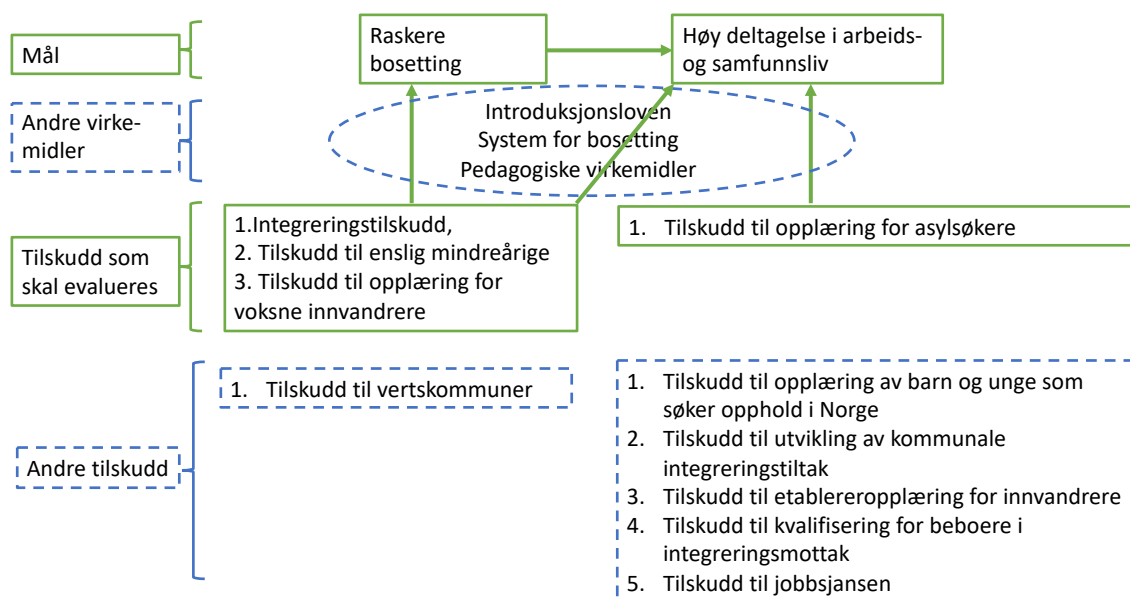 Mål
Raskere
bosetting
Høy deltagelse i arbeids-
og samfunnsliv
Andre virke-
midler
Introduksjonsloven
System for bosetting
Pedagogiske virkemidler
Tilskudd som
skal evalueres
1.Integreringstilskudd,
2. Tilskudd til enslig mindreårige
3. Tilskudd til opplæring for
voksne innvandrere
1. Tilskudd til opplæring for asylsøkere
Andre tilskudd
1. Tilskudd til vertskommuner
1. Tilskudd til opplæring av barn og unge som
søker opphold i Norge
2. Tilskudd til utvikling av kommunale
integreringstiltak
3. Tilskudd til etablereropplæring for innvandrere
4. Tilskudd til kvalifisering for beboere i
integreringsmottak
5. Tilskudd til jobbsjansen